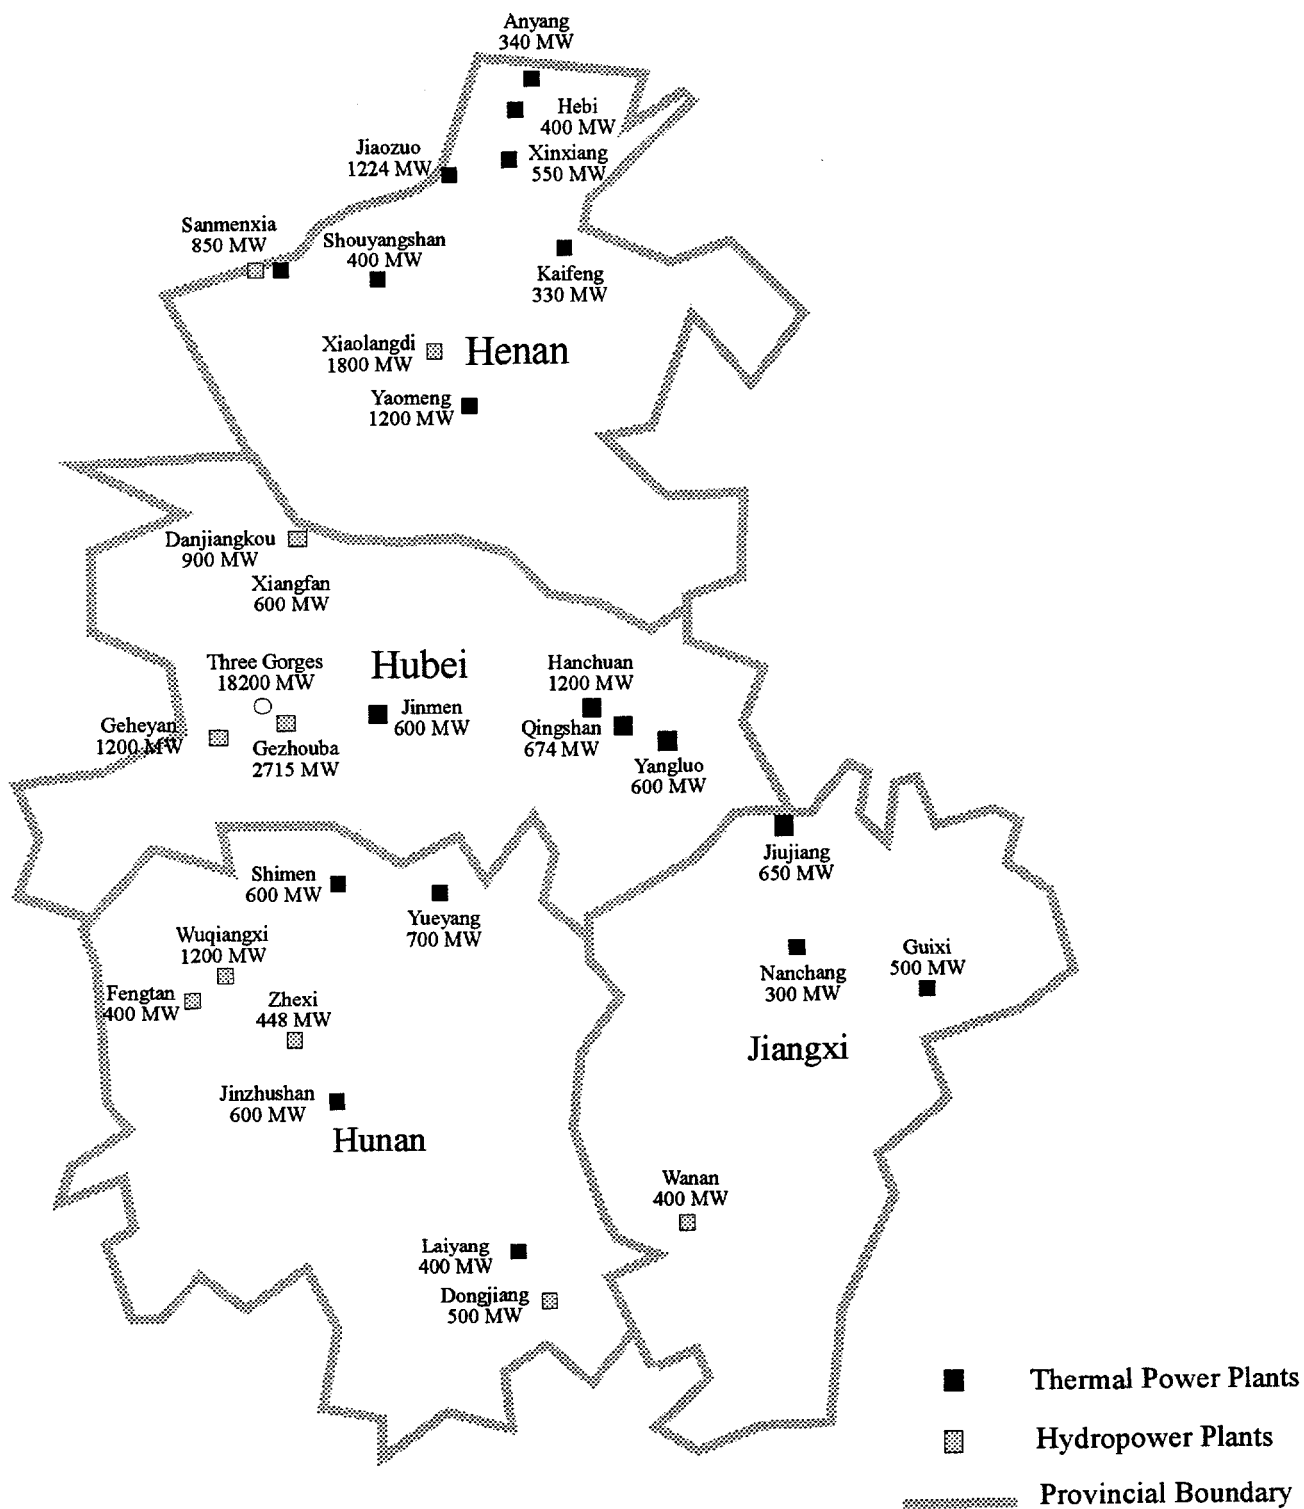 Anyang
340 MW
Hebi
400 MW
Jiaozuo
1224 MW
Xinxiang
550 MW
Sanmenxia
850 MW
Shouyangshan
400 MW
Kaifeng
330 MW
Xiaolangdi
1800 MW
Henan
Yaomeng
1200 MW
Danjiangkou
900 MW
Xiangfan
600 MW
Three Gorges
18200 MW
Hubei
Hanchuan
1200 MW
Jinmen
600 MW
Geheyan
1200 MW
Gezhouba
2715 MW
Qingshan
674 MW
Yangluo
600 MW
Jiujiang
650 MW
Shimen
600 MW
Yueyang
700 MW
Wuqiangxi
1200 MW
Nanchang
300 MW
Guixi
500 MW
Fengtan
400 MW
Zhexi
448 MW
Jiangxi
Jinzhushan
600 MW
Hunan
Wanan
400 MW
Laiyang
400 MW
Dongjiang
500 MW
Thermal Power Plants
Hydropower Plants
Provincial Boundary